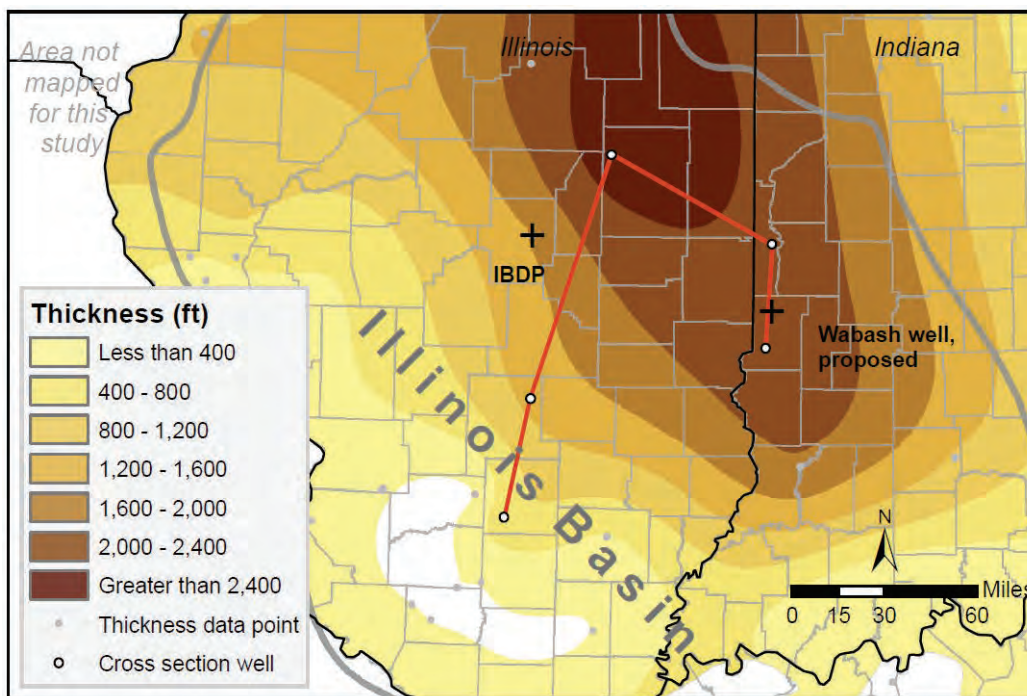 Area not
mapped
for this
study
Illinois
Indiana
IBDP
Wabash well,
proposed
Illinois Basin
Thickness (ft)
Less than 400
400 - 800
800 - 1,200
1,200 - 1,600
1,600 - 2,000
2,000 - 2,400
Greater than 2,400
Thickness data point
Cross section well
N
Miles
0 15 30 60